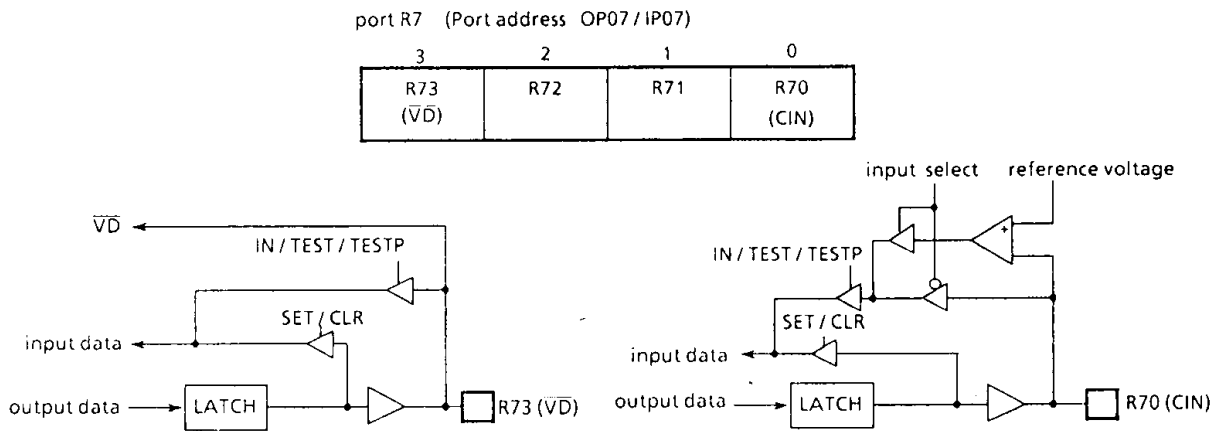 port R7 (Port address OP07 / IP07)
3 2 1 0
R73 R72 R71 R70
(V̅D̅) (CIN)
input select reference voltage
V̅D̅
IN / TEST / TESTP
SET / CLR
input data
output data
LATCH
R73 (V̅D̅)
+
IN / TEST / TESTP
SET / CLR
input data
output data
LATCH
R70 (CIN)